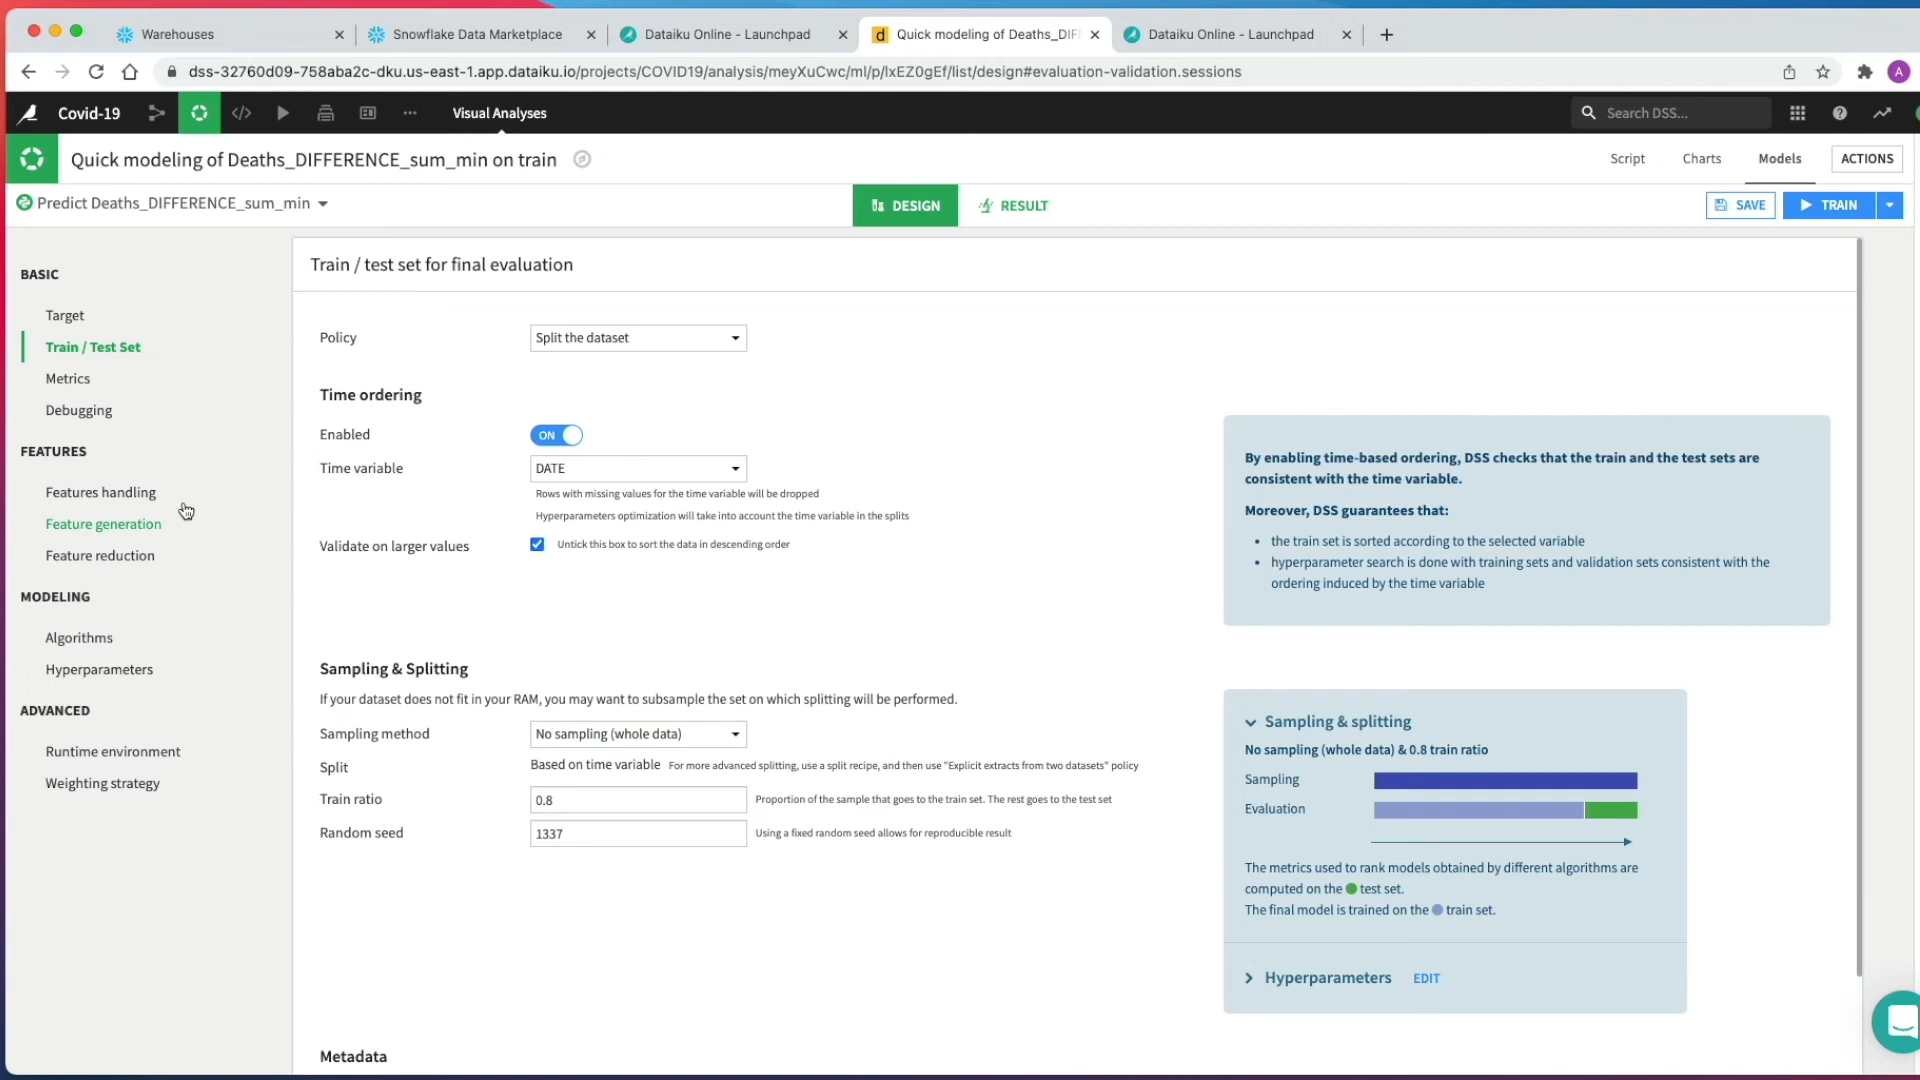 Warehouses
Snowflake Data Marketplace
Dataiku Online - Launchpad
Quick modeling of Deaths_DIF
Dataiku Online - Launchpad
dss-32760d09-758aba2c-dku.us-east-1.app.dataiku.io/projects/COVID19/analysis/meyXuCwc/ml/p/lxEZ0gEf/list/design#evaluation-validation.sessions
A
Covid-19
Visual Analyses
Search DSS...
Quick modeling of Deaths_DIFFERENCE_sum_min on train
Script
Charts
Models
ACTIONS
Predict Deaths_DIFFERENCE_sum_min
DESIGN
RESULT
SAVE
TRAIN
BASIC
Target
Train / Test Set
Metrics
Debugging
FEATURES
Features handling
Feature generation
Feature reduction
MODELING
Algorithms
Hyperparameters
ADVANCED
Runtime environment
Weighting strategy
Train / test set for final evaluation
Policy
Split the dataset
Time ordering
Enabled
ON
Time variable
DATE
Rows with missing values for the time variable will be dropped
Hyperparameters optimization will take into account the time variable in the splits
Validate on larger values
Untick this box to sort the data in descending order
By enabling time-based ordering, DSS checks that the train and the test sets are
consistent with the time variable.
Moreover, DSS guarantees that:
• the train set is sorted according to the selected variable
• hyperparameter search is done with training sets and validation sets consistent with the
ordering induced by the time variable
Sampling & Splitting
If your dataset does not fit in your RAM, you may want to subsample the set on which splitting will be performed.
Sampling method
No sampling (whole data)
Split
Based on time variable
For more advanced splitting, use a split recipe, and then use "Explicit extracts from two datasets" policy
Train ratio
0.8
Proportion of the sample that goes to the train set. The rest goes to the test set
Random seed
1337
Using a fixed random seed allows for reproducible result
Sampling & splitting
No sampling (whole data) & 0.8 train ratio
Sampling
Evaluation
The metrics used to rank models obtained by different algorithms are
computed on the test set.
The final model is trained on the train set.
Hyperparameters
EDIT
Metadata